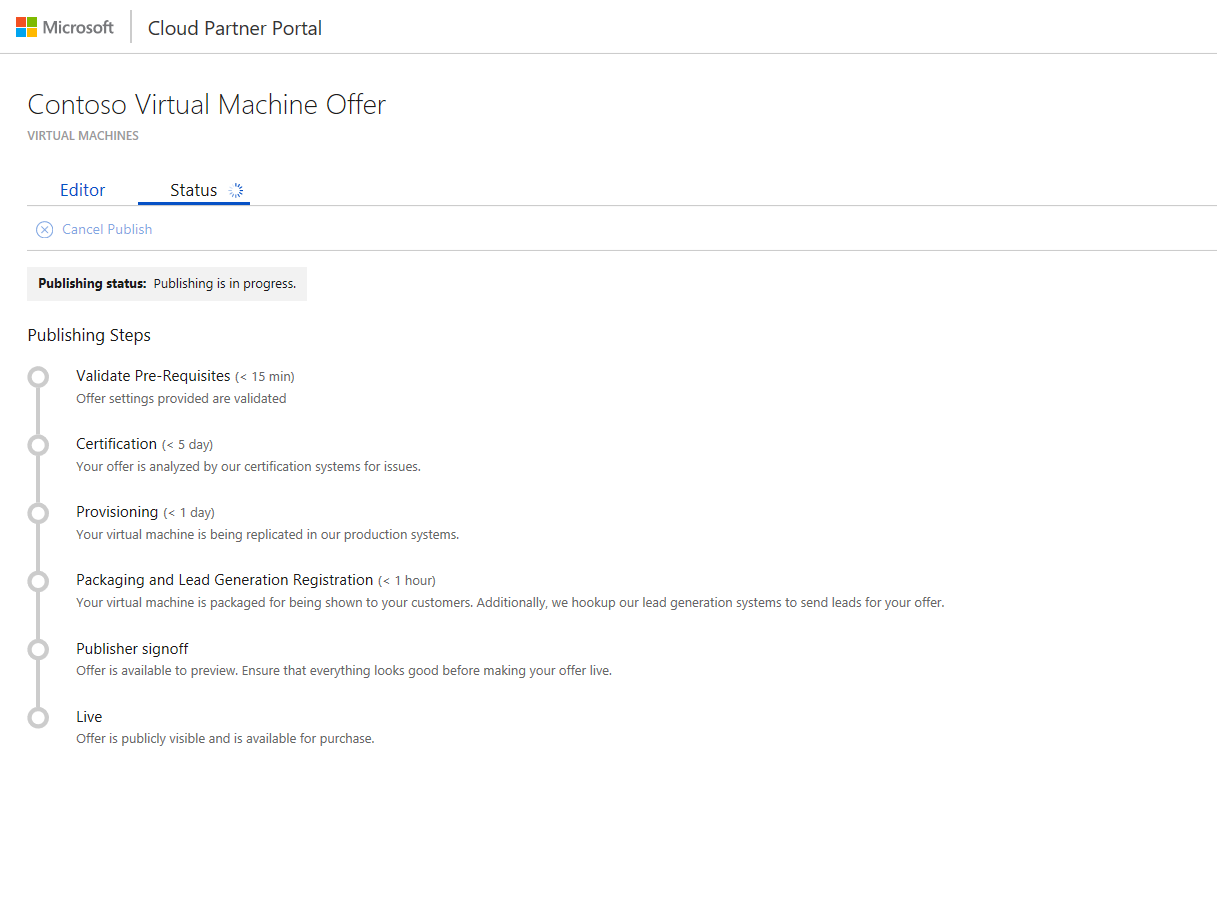 Microsoft Cloud Partner Portal
Contoso Virtual Machine Offer
VIRTUAL MACHINES
Editor Status
Cancel Publish
Publishing status: Publishing is in progress.
Publishing Steps
Validate Pre-Requisites (< 15 min)
Offer settings provided are validated
Certification (< 5 day)
Your offer is analyzed by our certification systems for issues.
Provisioning (< 1 day)
Your virtual machine is being replicated in our production systems.
Packaging and Lead Generation Registration (< 1 hour)
Your virtual machine is packaged for being shown to your customers. Additionally, we hookup our lead generation systems to send leads for your offer.
Publisher signoff
Offer is available to preview. Ensure that everything looks good before making your offer live.
Live
Offer is publicly visible and is available for purchase.